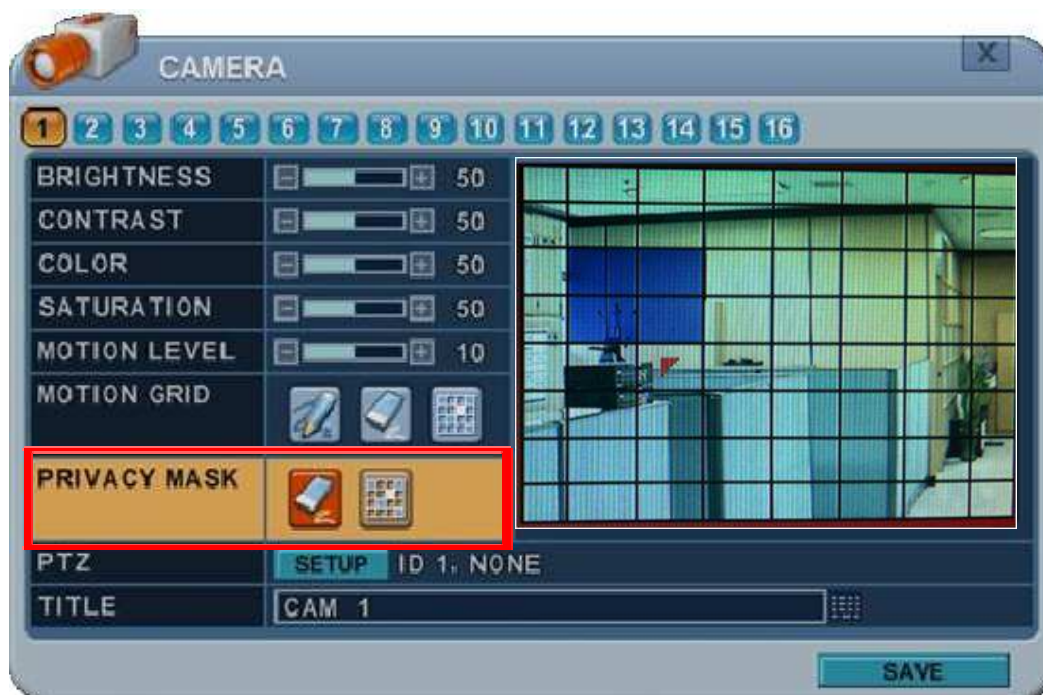 CAMERA X
1 2 3 4 5 6 7 8 9 10 11 12 13 14 15 16
BRIGHTNESS 50
CONTRAST 50
COLOR 50
SATURATION 50
MOTION LEVEL 10
MOTION GRID
PRIVACY MASK
PTZ SETUP ID 1, NONE
TITLE CAM 1
SAVE